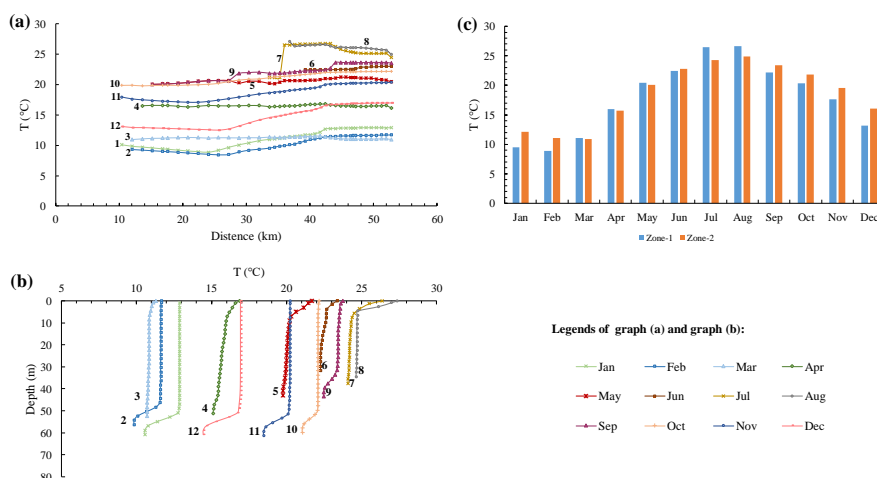 (a)
T (℃)
30
25
20
15
10
5
0
0 10 20 30 40 50 60
Distence (km)
1
2
3
4
5
6
7
8
9
10
11
12
(c)
T (℃)
30
25
20
15
10
5
0
Jan Feb Mar Apr May Jun Jul Aug Sep Oct Nov Dec
Zone-1 Zone-2
(b)
T (℃)
5 10 15 20 25 30
Depth (m)
0
10
20
30
40
50
60
70
80
2
3
4
5
6
7
8
9
10
11
12
Legends of graph (a) and graph (b):
Jan Feb Mar Apr
May Jun Jul Aug
Sep Oct Nov Dec